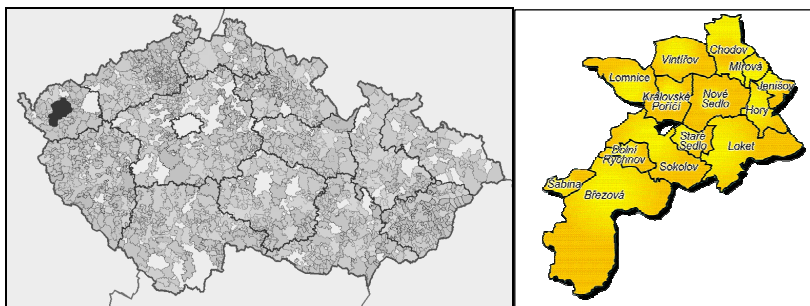 Chodov
Vintířov
Mírová
Lomnice
Jenišov
Královské
Poříčí
Nové
Sedlo
Hory
Staré
Sedlo
Loket
Dolní
Rychnov
Sokolov
Šabina
Březová